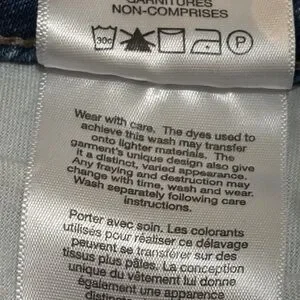 GARNITURES
NON-COMPRISES
30c P
Wear with care. The dyes used to
achieve this wash may transfer
onto lighter materials. The
garment's unique design also give
it a distinct, varied appearance.
Any fraying and destruction may
change with time, wash and wear.
Wash separately following care
instructions.
Porter avec soin. Les colorants
utilisés pour réaliser ce délavage
peuvent se transférer sur des
tissus plus pâles. La conception
unique du vêtement lui donne
également une apparence